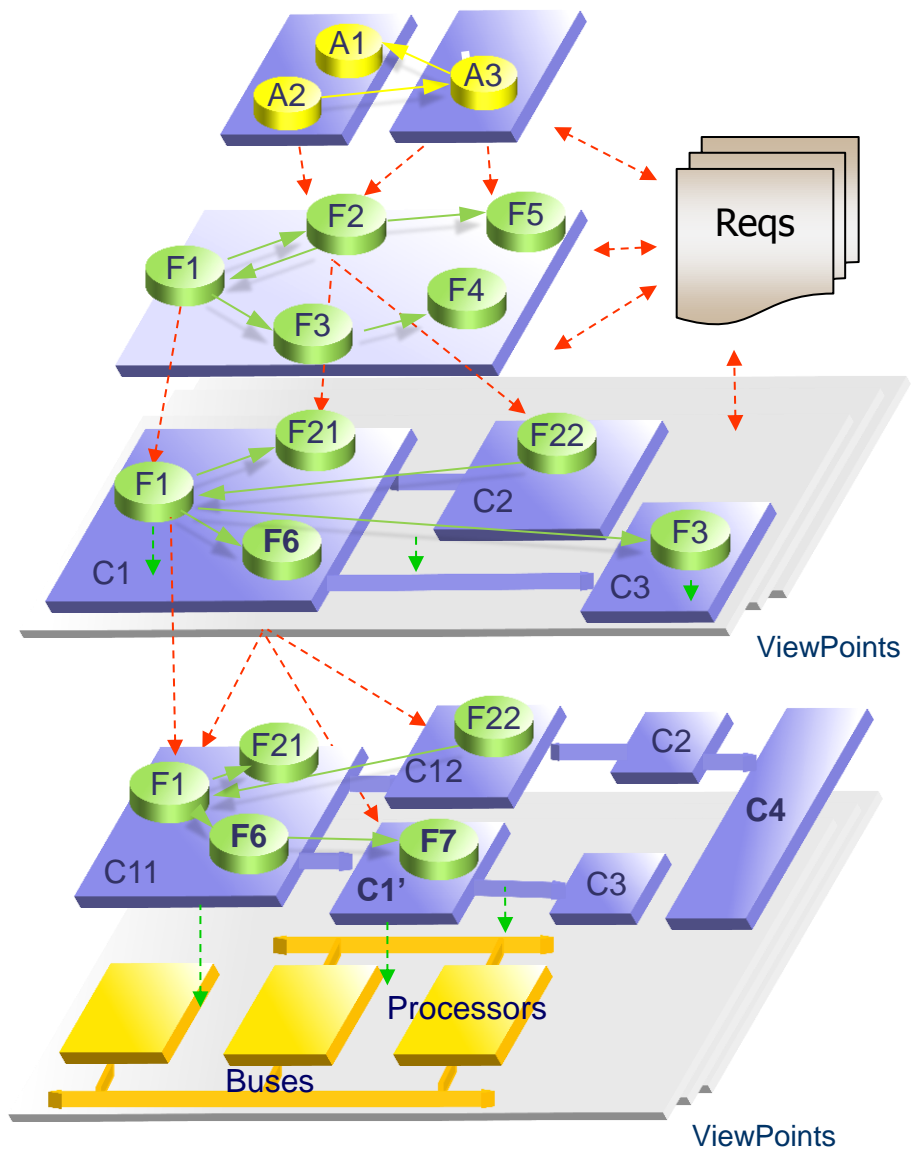 A1
A3
A2
F2
F5
Reqs
F1
F4
F3
F21
F22
F1
C2
F6
F3
C1
C3
ViewPoints
F22
F21
C2
C12
F1
C4
F6
F7
C11
C1’
C3
Processors
Buses
ViewPoints